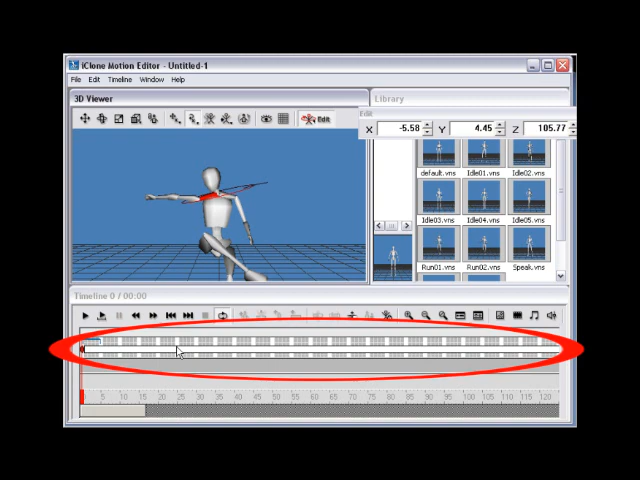 iClone Motion Editor - Untitled-1
File Edit Timeline Window Help
3D Viewer
Library
Edit
Edit
X -5.58 Y 4.45 Z 105.77
default.vns Idle01.vns Idle02.vns
Idle03.vns Idle04.vns Idle05.vns
Run01.vns Run02.vns Speak.vns
Timeline 0 / 00:00
5 10 15 20 25 30 35 40 45 50 55 60 65 70 75 80 85 90 95 100 105 110 115 120